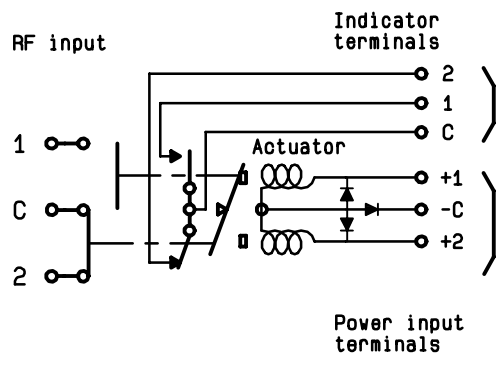 Indicator
terminals
RF input
2
1
C
1
Actuator
+1
C
-C
+2
2
Power input
terminals